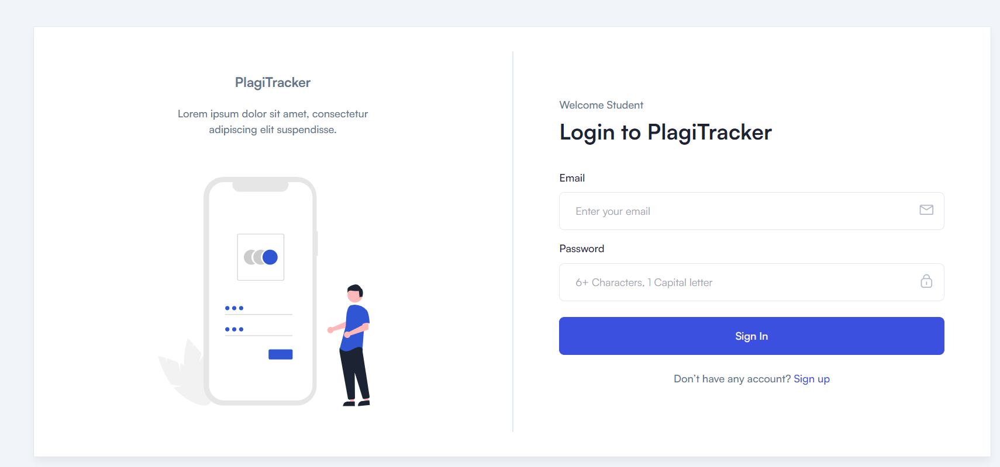 PlagiTracker
Lorem ipsum dolor sit amet, consectetur
adipiscing elit suspendisse.
Welcome Student
Login to PlagiTracker
Email
Enter your email
Password
6+ Characters, 1 Capital letter
Sign In
Don’t have any account? Sign up